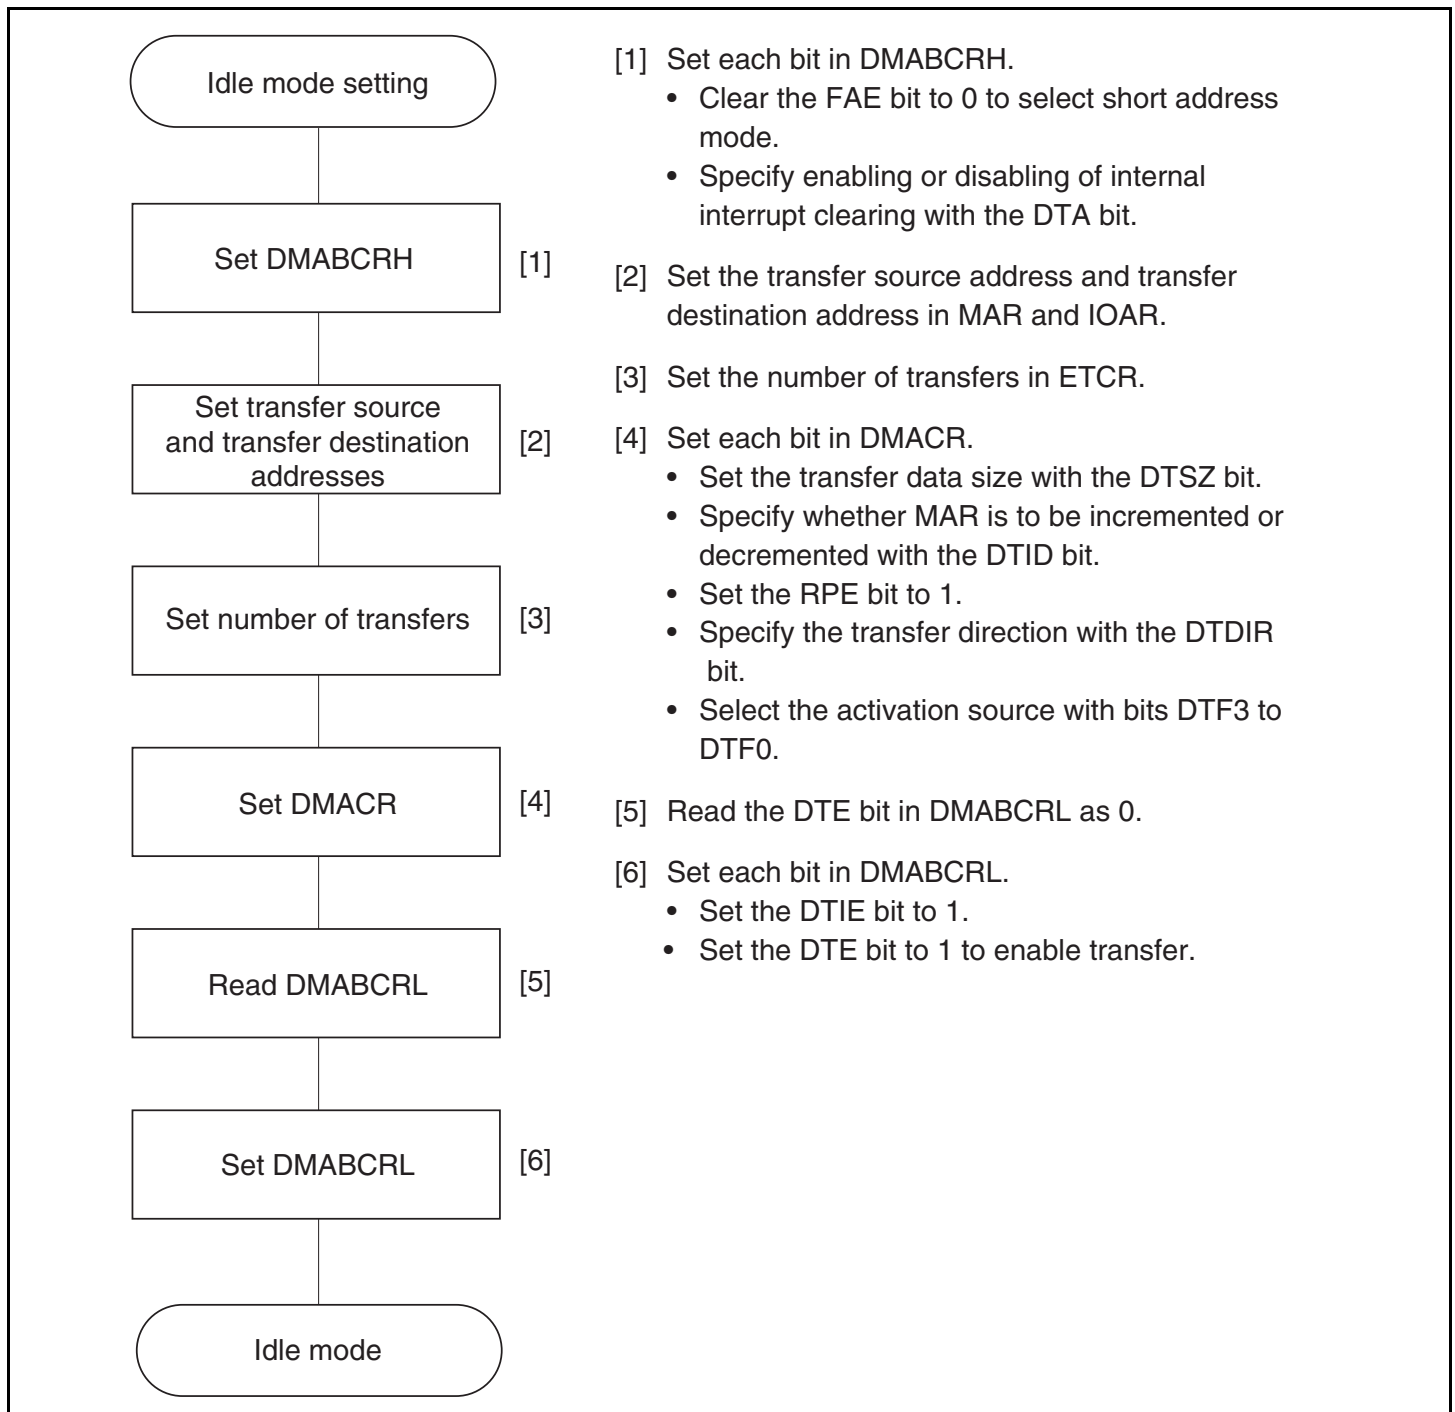 Idle mode setting
Set DMABCRH
[1]
Set transfer source
and transfer destination
addresses
[2]
Set number of transfers
[3]
Set DMACR
[4]
Read DMABCRL
[5]
Set DMABCRL
[6]
Idle mode
[1] Set each bit in DMABCRH.
• Clear the FAE bit to 0 to select short address
mode.
• Specify enabling or disabling of internal
interrupt clearing with the DTA bit.
[2] Set the transfer source address and transfer
destination address in MAR and IOAR.
[3] Set the number of transfers in ETCR.
[4] Set each bit in DMACR.
• Set the transfer data size with the DTSZ bit.
• Specify whether MAR is to be incremented or
decremented with the DTID bit.
• Set the RPE bit to 1.
• Specify the transfer direction with the DTDIR
bit.
• Select the activation source with bits DTF3 to
DTF0.
[5] Read the DTE bit in DMABCRL as 0.
[6] Set each bit in DMABCRL.
• Set the DTIE bit to 1.
• Set the DTE bit to 1 to enable transfer.